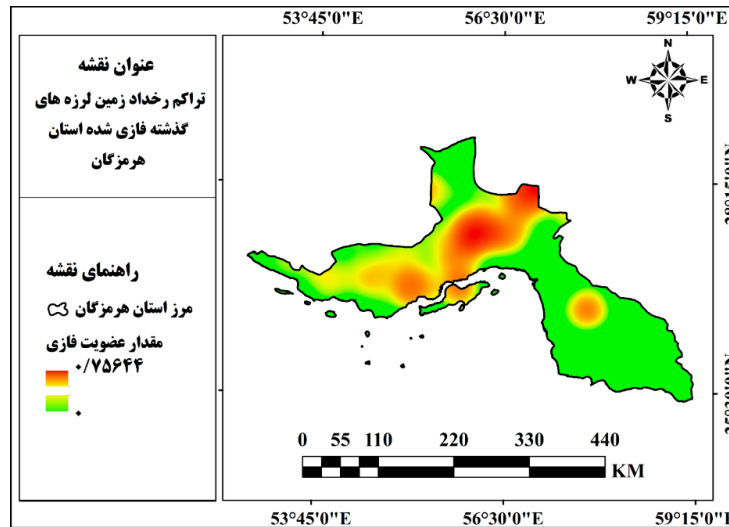 عنوان نقشه
تراکم رخداد زمین لرزه های
گذشته فازی شده استان
هرمزگان
راهنمای نقشه
مرز استان هرمزگان
مقدار عضویت فازی
۰/۷۵۶۴۴
۰
53°45'0"E 56°30'0"E 59°15'0"E
N
W E
S
0 55 110 220 330 440
KM
53°45'0"E 56°30'0"E 59°15'0"E